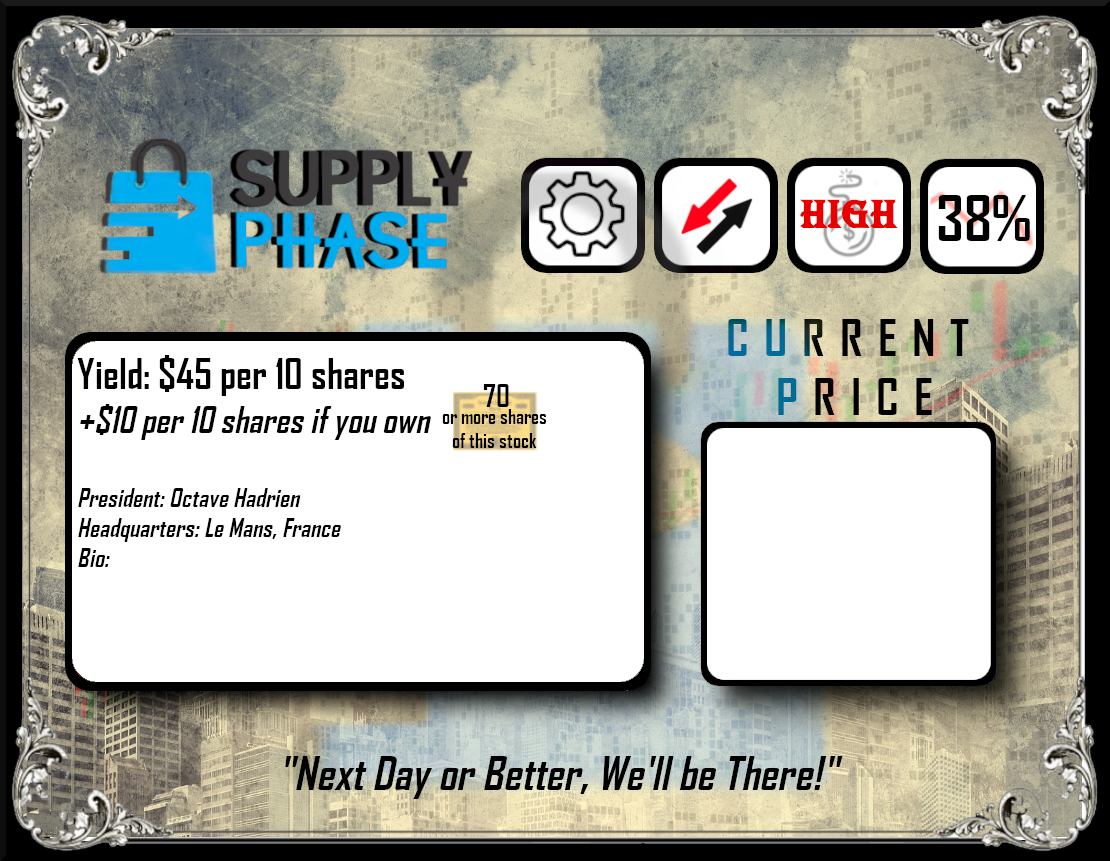 SUPPLY
PHASE
HIGH
38%
CURRENT
PRICE
Yield: $45 per 10 shares
+$10 per 10 shares if you own
70
or more shares
of this stock
President: Octave Hadrien
Headquarters: Le Mans, France
Bio:
"Next Day or Better, We'll be There!"